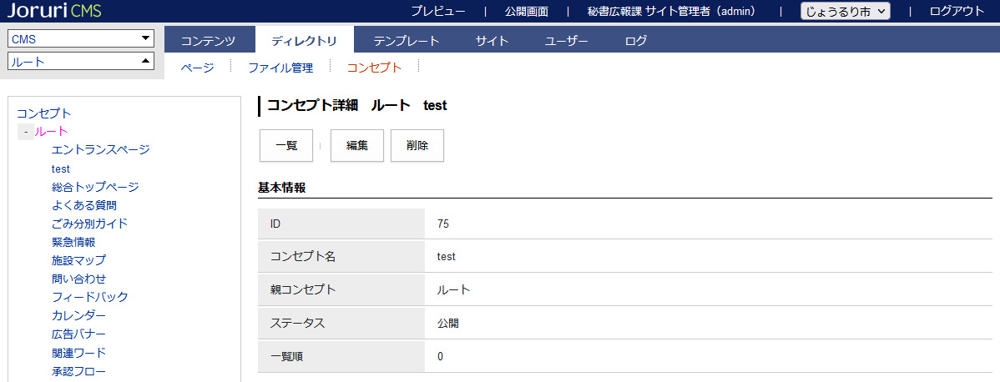 Joruri CMS プレビュー | 公開画面 | 秘書広報課 サイト管理者（admin） | じょうるり市 | ログアウト
CMS
ルート
コンテンツ ディレクトリ テンプレート サイト ユーザー ログ
ページ ファイル管理 コンセプト
コンセプト
- ルート
エントランスページ
test
総合トップページ
よくある質問
ごみ分別ガイド
緊急情報
施設マップ
問い合わせ
フィードバック
カレンダー
広告バナー
関連ワード
承認フロー
コンセプト詳細 ルート test
一覧 | 編集 削除
基本情報
ID 75
コンセプト名 test
親コンセプト ルート
ステータス 公開
一覧順 0